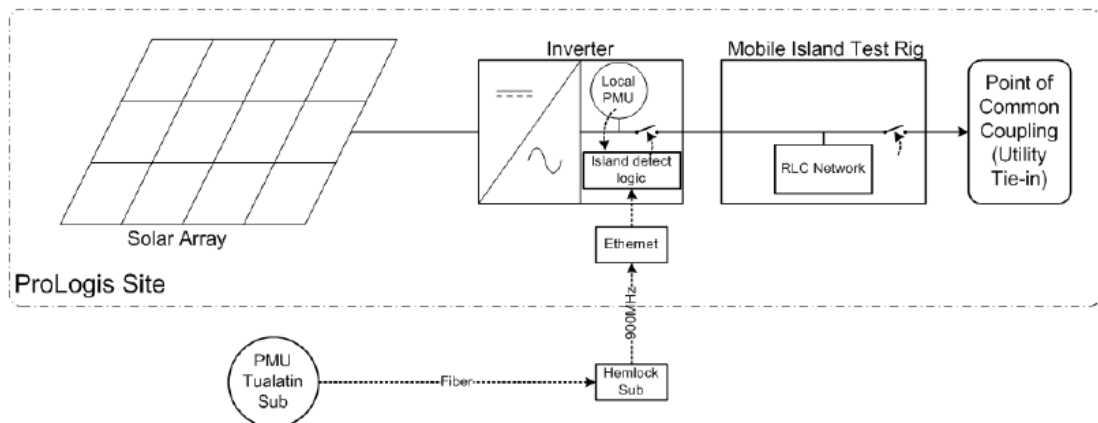 Inverter
Mobile Island Test Rig
Local
PMU
Point of
Common
Coupling
(Utility
Tie-in)
Island detect
logic
RLC Network
Solar Array
Ethernet
ProLogis Site
900MHz
PMU
Tualatin
Sub
Fiber
Hemlock
Sub